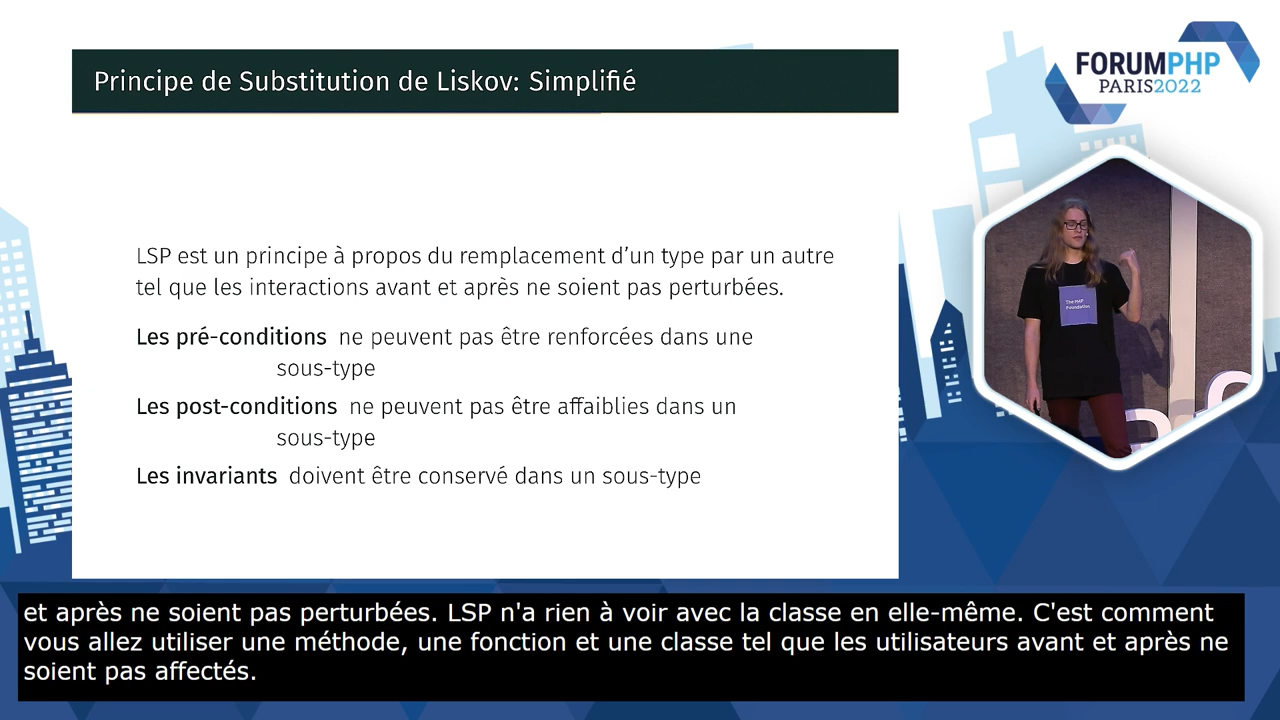 Principe de Substitution de Liskov: Simplifié
FORUMPHP
PARIS2022
LSP est un principe à propos du remplacement d’un type par un autre
tel que les interactions avant et après ne soient pas perturbées.
Les pré-conditions ne peuvent pas être renforcées dans une
sous-type
Les post-conditions ne peuvent pas être affaiblies dans un
sous-type
Les invariants doivent être conservé dans un sous-type
The PHP
Foundation
et après ne soient pas perturbées. LSP n'a rien à voir avec la classe en elle-même. C'est comment
vous allez utiliser une méthode, une fonction et une classe tel que les utilisateurs avant et après ne
soient pas affectés.